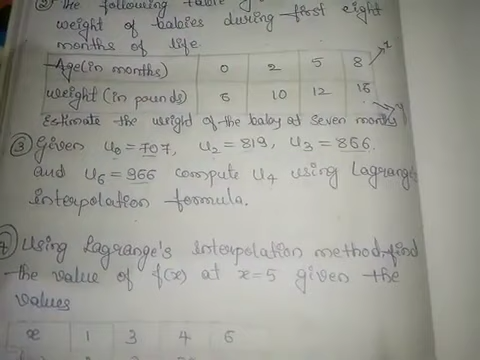 ② The following table
weight of babies during first eight
months of life
Age(in months) 0 2 5 8 → x
weight (in pounds) 6 10 12 16 → y
Estimate the weight of the baby at seven months
③ Given u₀ = 707, u₂ = 819, u₃ = 866
and u₆ = 966 compute u₄ using Lagrange
interpolation formula.
Using Lagrange's interpolation method, find
the value of f(x) at x=5 given the
values
x 1 3 4 6